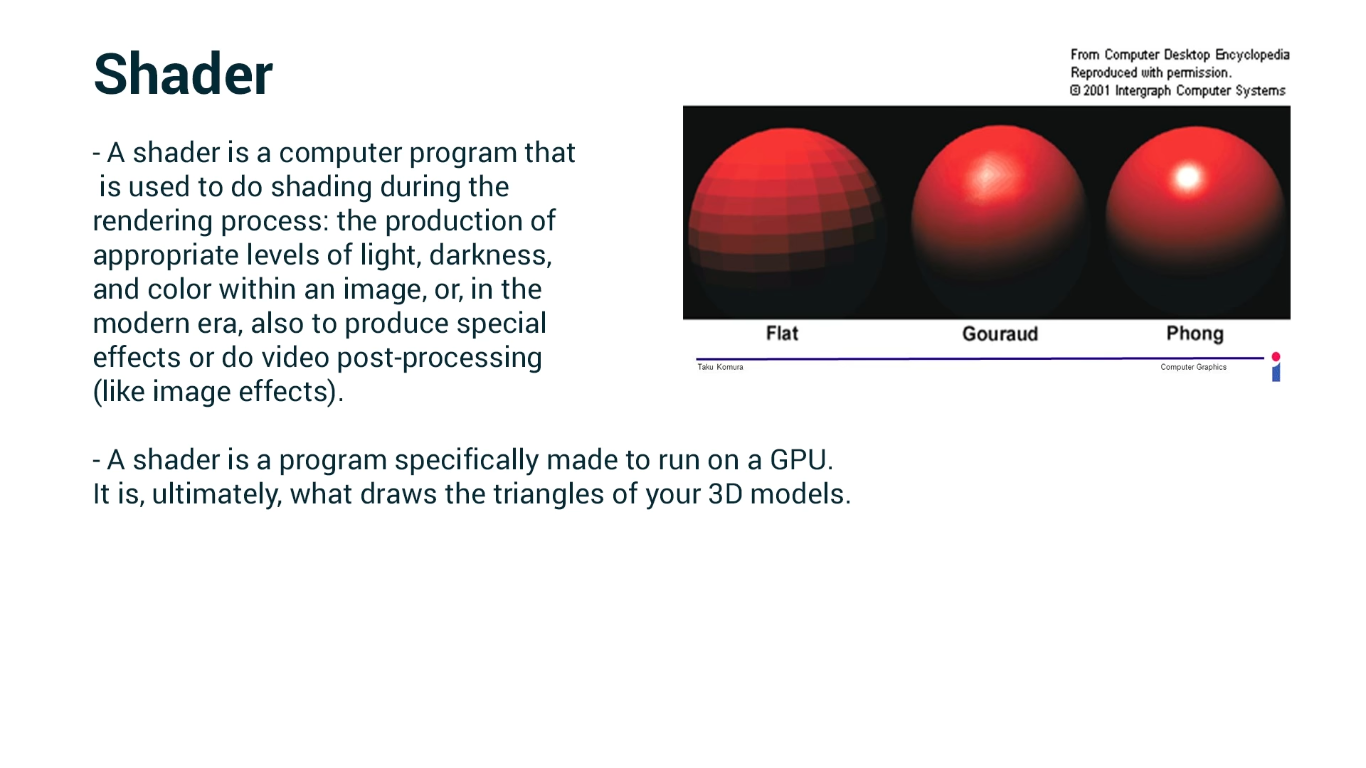 Shader
From Computer Desktop Encyclopedia
Reproduced with permission.
© 2001 Intergraph Computer Systems
- A shader is a computer program that
is used to do shading during the
rendering process: the production of
appropriate levels of light, darkness,
and color within an image, or, in the
modern era, also to produce special
effects or do video post-processing
(like image effects).
Flat Gouraud Phong
Taku Komura Computer Graphics
- A shader is a program specifically made to run on a GPU.
It is, ultimately, what draws the triangles of your 3D models.